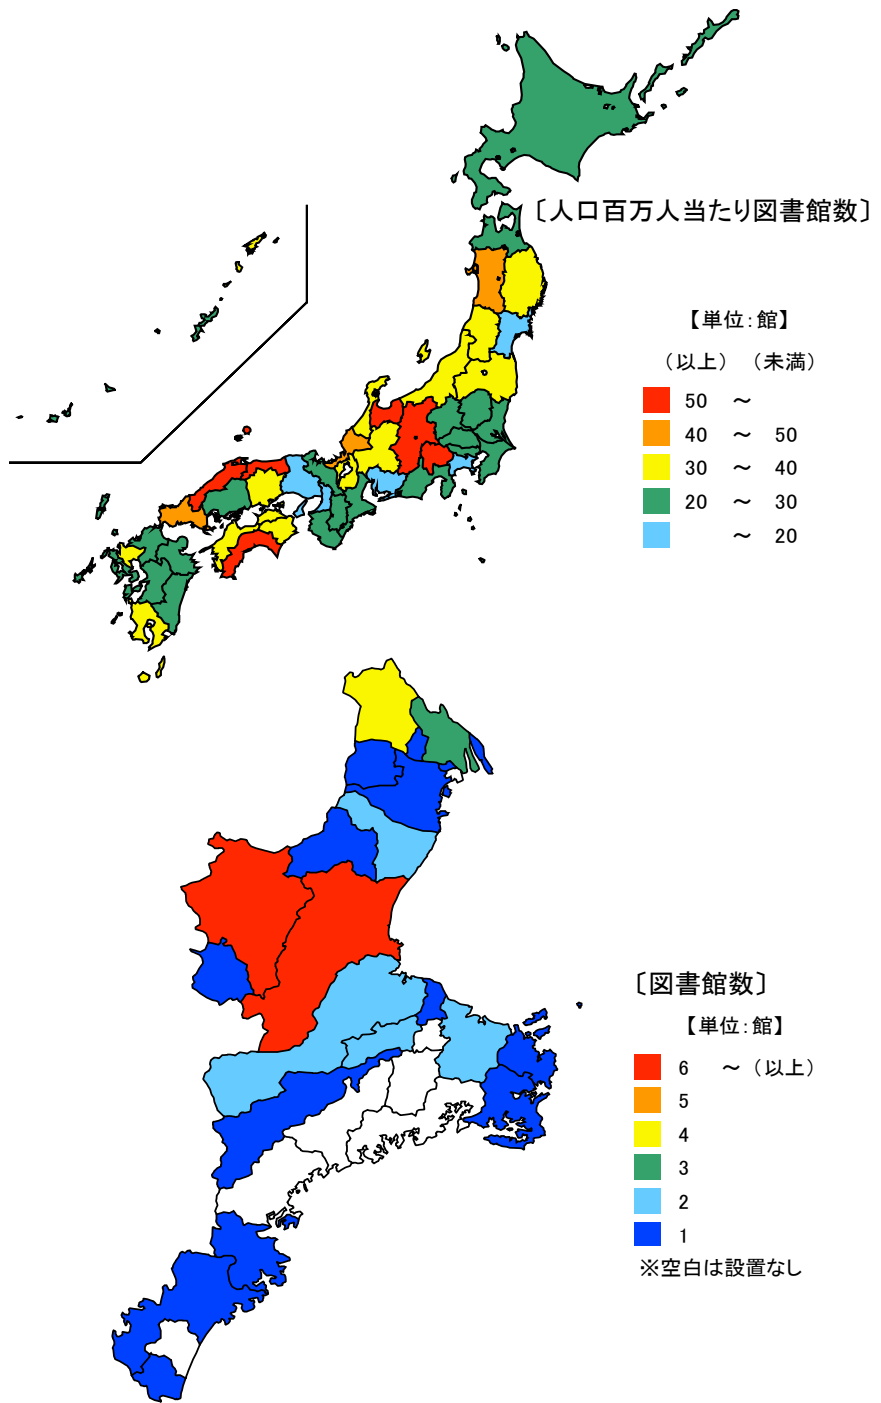 〔人口百万人当たり図書館数〕
【単位：館】
（以上） （未満）
50 ～
40 ～ 50
30 ～ 40
20 ～ 30
～ 20
〔図書館数〕
【単位：館】
6 ～（以上）
5
4
3
2
1
※空白は設置なし